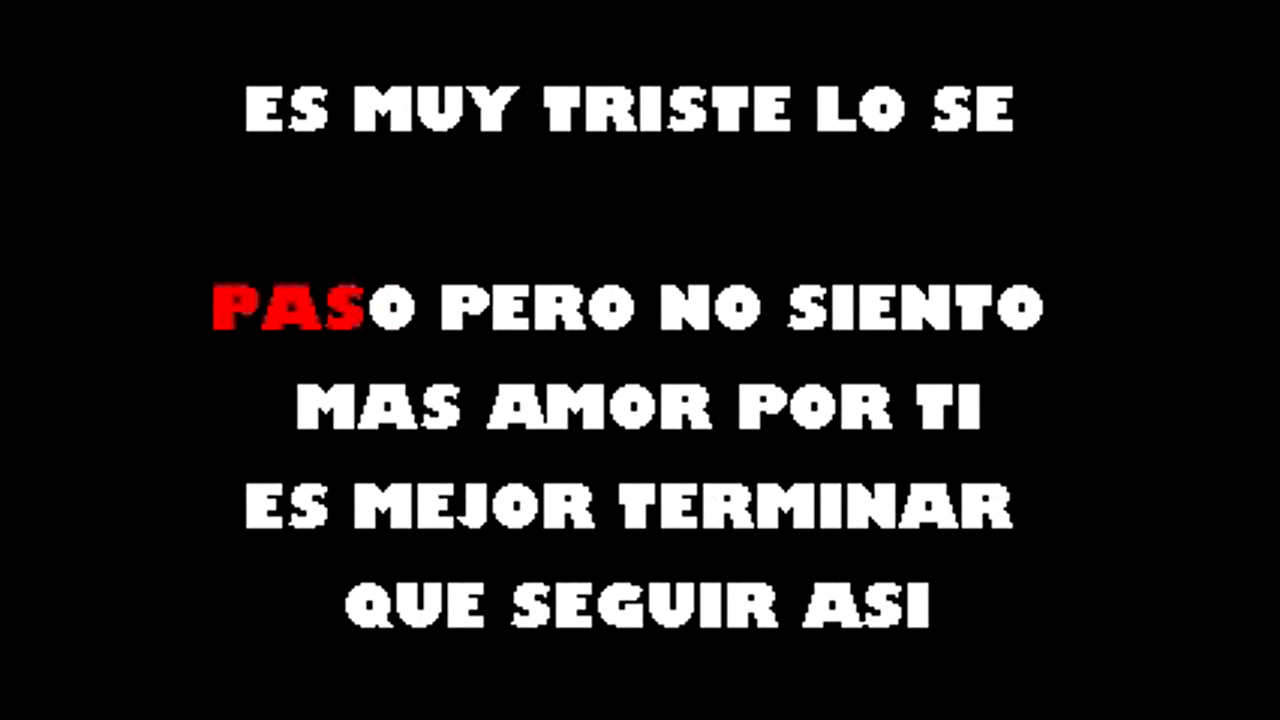 ES MUY TRISTE LO SE
PASO PERO NO SIENTO
MAS AMOR POR TI
ES MEJOR TERMINAR
QUE SEGUIR ASI